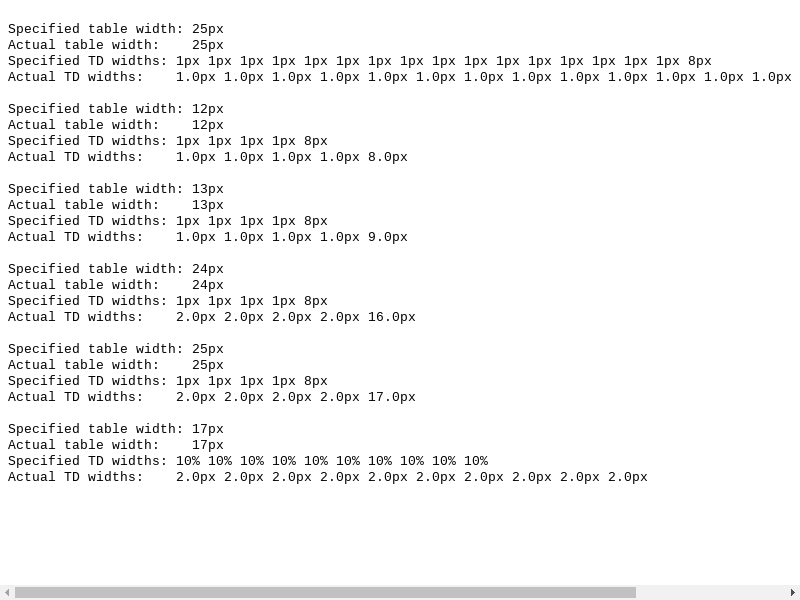 Specified table width: 25px
Actual table width: 25px
Specified TD widths: 1px 1px 1px 1px 1px 1px 1px 1px 1px 1px 1px 1px 1px 1px 1px 1px 8px
Actual TD widths: 1.0px 1.0px 1.0px 1.0px 1.0px 1.0px 1.0px 1.0px 1.0px 1.0px 1.0px 1.0px 1.0px
Specified table width: 12px
Actual table width: 12px
Specified TD widths: 1px 1px 1px 1px 8px
Actual TD widths: 1.0px 1.0px 1.0px 1.0px 8.0px
Specified table width: 13px
Actual table width: 13px
Specified TD widths: 1px 1px 1px 1px 8px
Actual TD widths: 1.0px 1.0px 1.0px 1.0px 9.0px
Specified table width: 24px
Actual table width: 24px
Specified TD widths: 1px 1px 1px 1px 8px
Actual TD widths: 2.0px 2.0px 2.0px 2.0px 16.0px
Specified table width: 25px
Actual table width: 25px
Specified TD widths: 1px 1px 1px 1px 8px
Actual TD widths: 2.0px 2.0px 2.0px 2.0px 17.0px
Specified table width: 17px
Actual table width: 17px
Specified TD widths: 10% 10% 10% 10% 10% 10% 10% 10% 10% 10%
Actual TD widths: 2.0px 2.0px 2.0px 2.0px 2.0px 2.0px 2.0px 2.0px 2.0px 2.0px